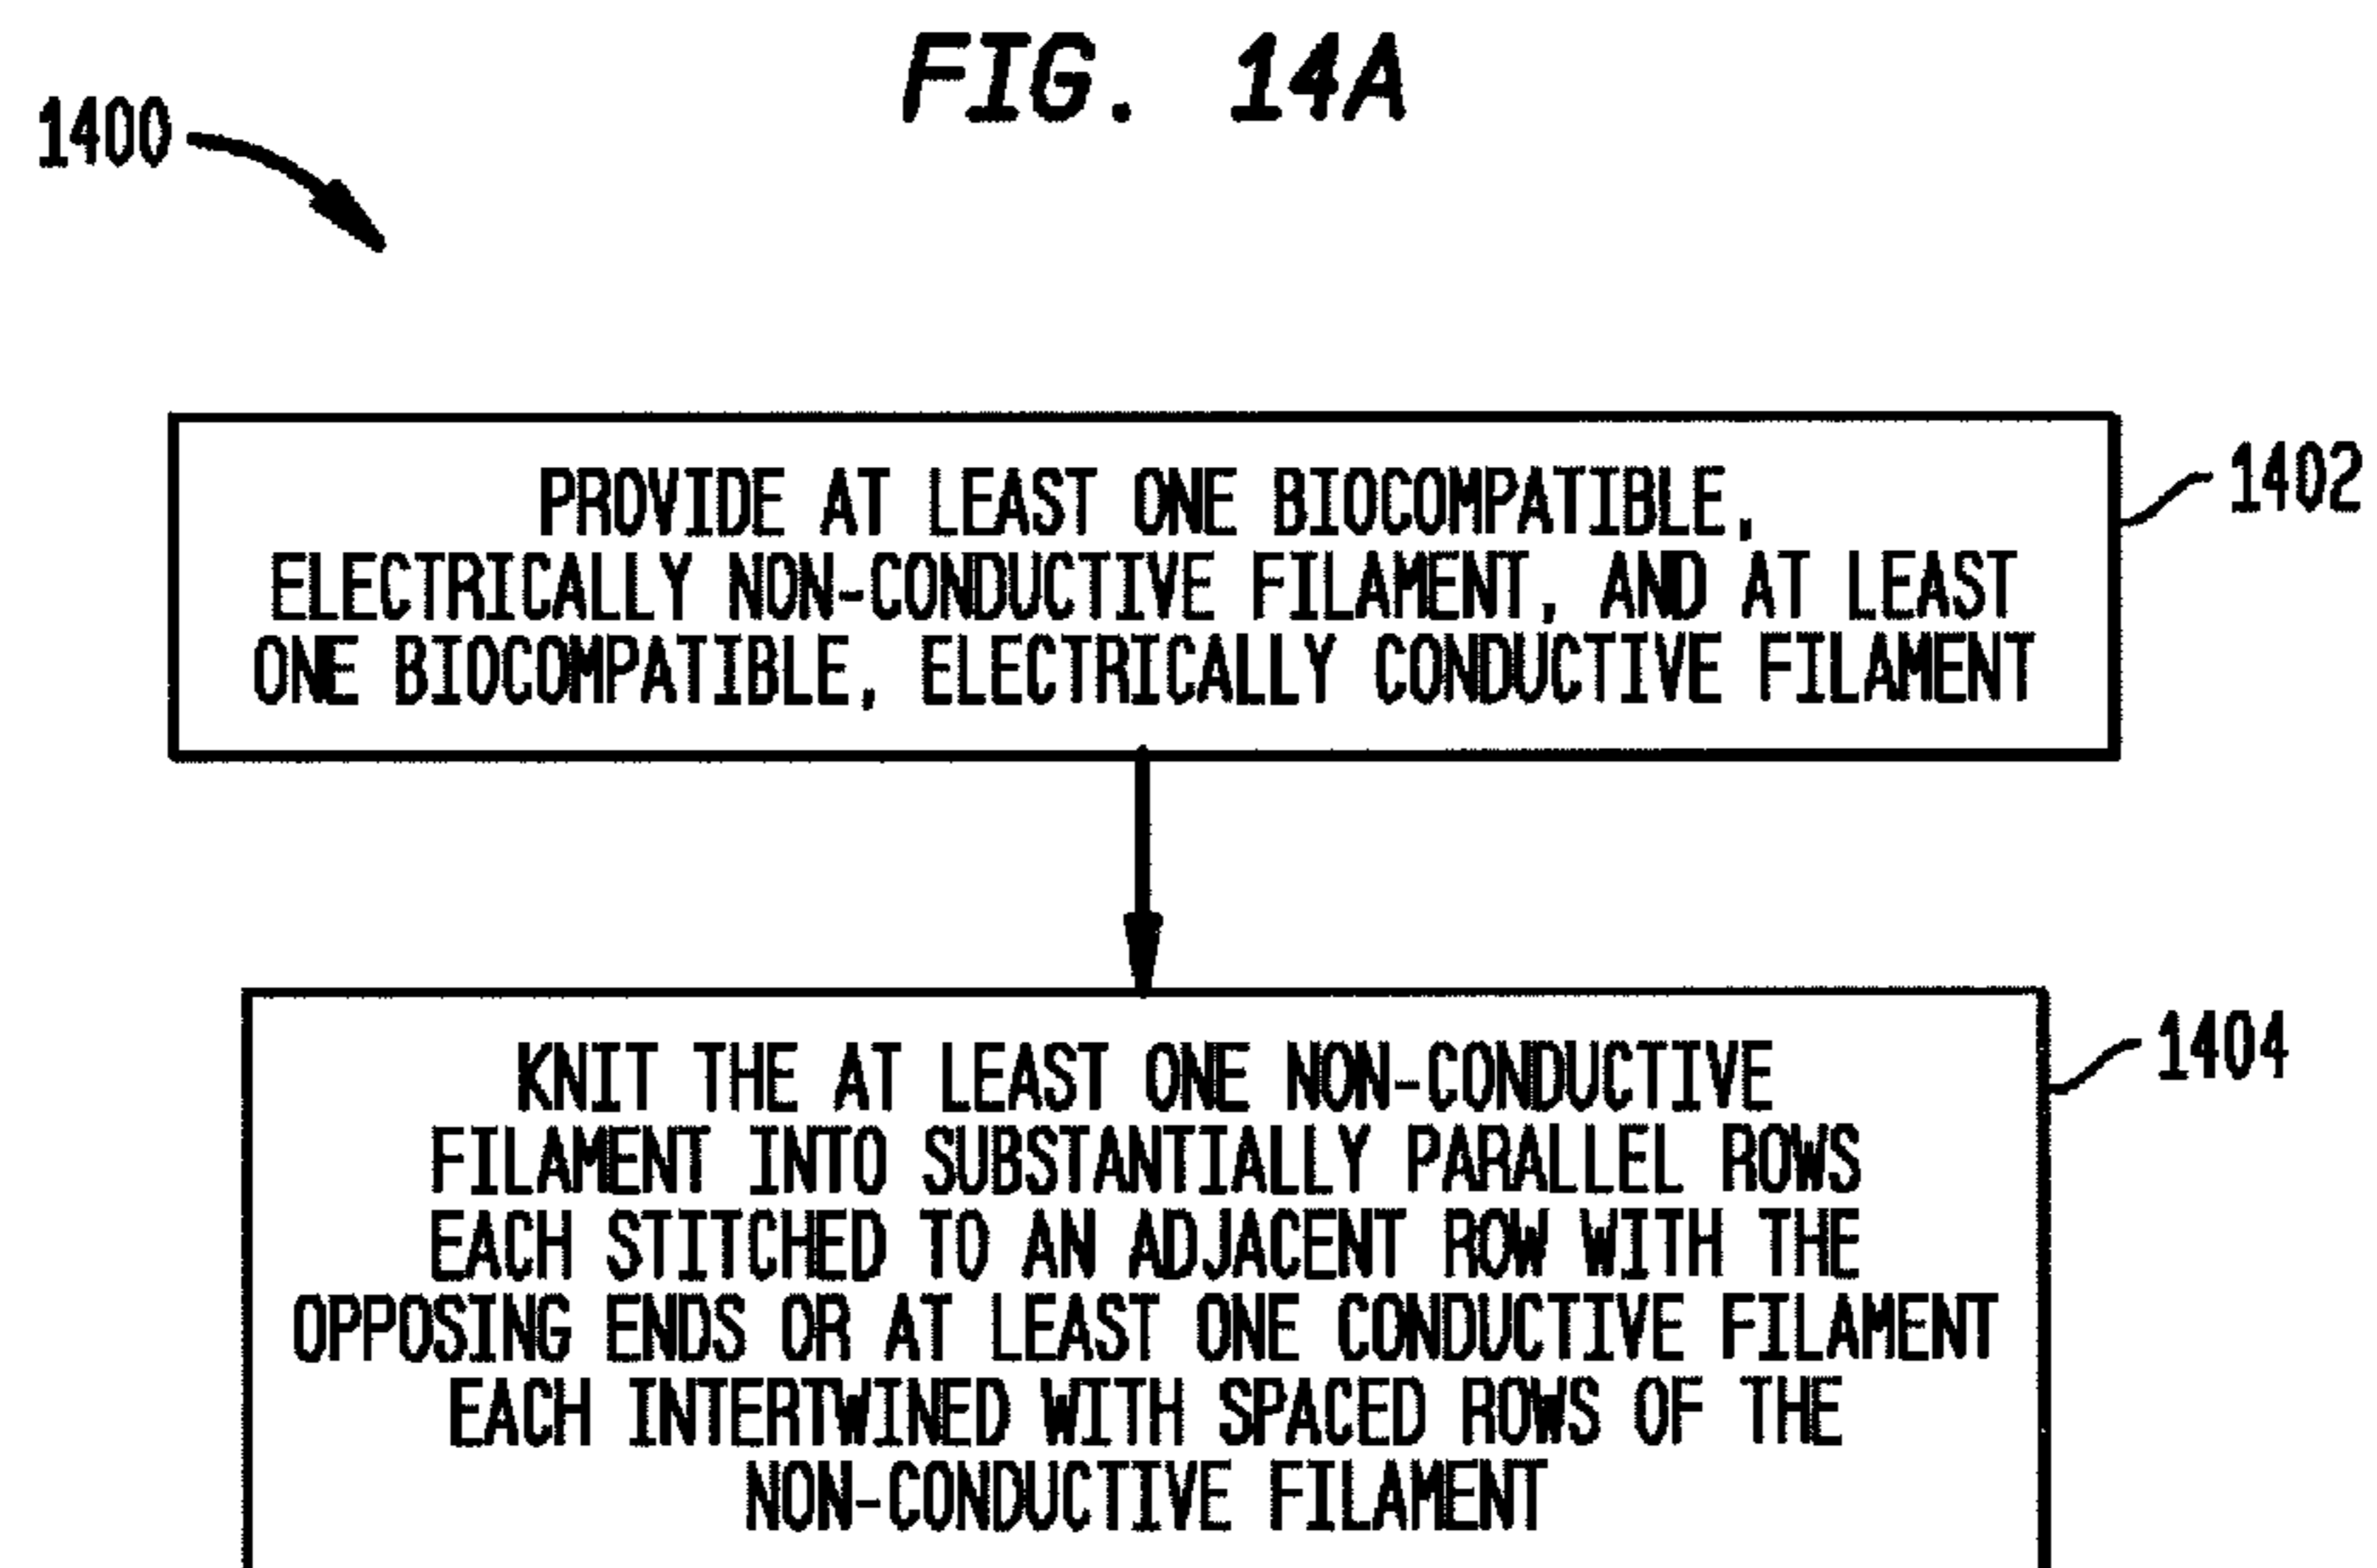 FIG. 14A
1400
PROVIDE AT LEAST ONE BIOCOMPATIBLE,
ELECTRICALLY NON-CONDUCTIVE FILAMENT, AND AT LEAST
ONE BIOCOMPATIBLE, ELECTRICALLY CONDUCTIVE FILAMENT
1402
KNIT THE AT LEAST ONE NON-CONDUCTIVE
FILAMENT INTO SUBSTANTIALLY PARALLEL ROWS
EACH STITCHED TO AN ADJACENT ROW WITH THE
OPPOSING ENDS OR AT LEAST ONE CONDUCTIVE FILAMENT
EACH INTERTWINED WITH SPACED ROWS OF THE
NON-CONDUCTIVE FILAMENT
1404